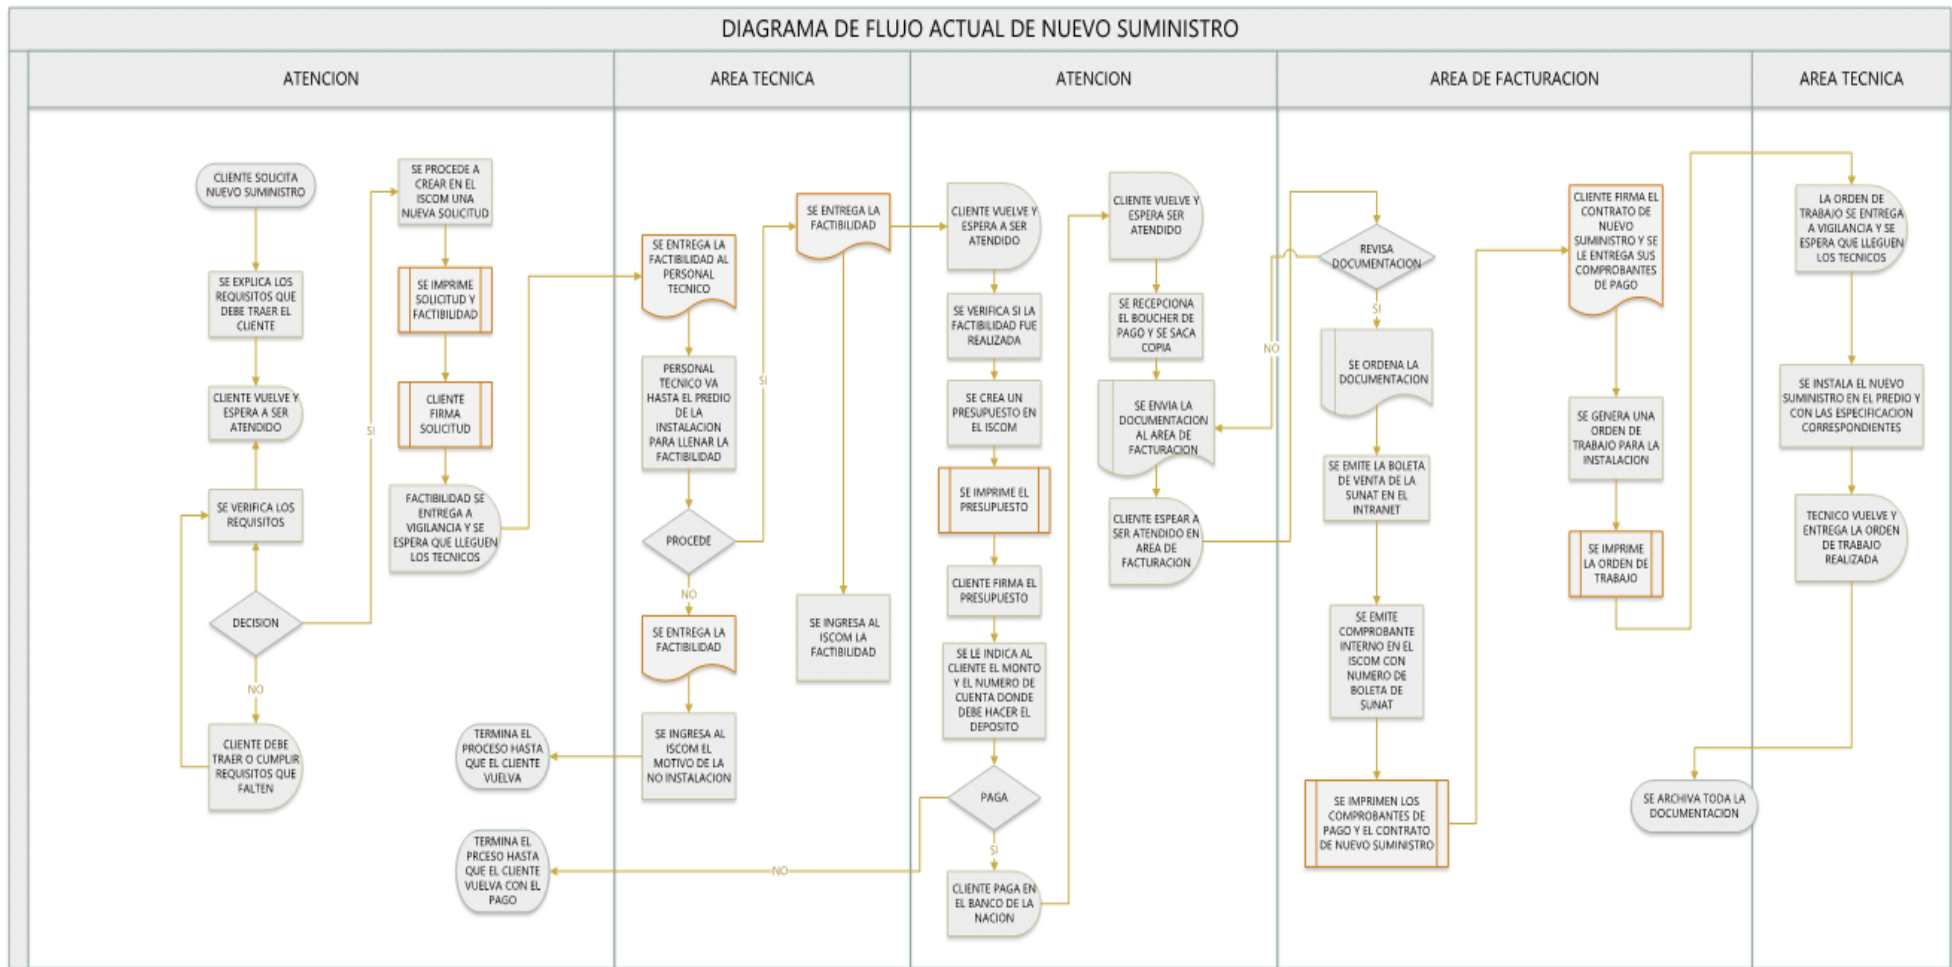 DIAGRAMA DE FLUJO ACTUAL DE NUEVO SUMINISTRO
ATENCION
AREA TECNICA
ATENCION
AREA DE FACTURACION
AREA TECNICA
CLIENTE SOLICITA
NUEVO SUMINISTRO
SE EXPLICA LOS
REQUISITOS QUE
DEBE TRAER EL
CLIENTE
CLIENTE VUELVE Y
ESPERA A SER
ATENDIDO
SE VERIFICA LOS
REQUISITOS
DECISION
NO
CLIENTE DEBE
TRAER O CUMPLIR
REQUISITOS QUE
FALTEN
SI
SE PROCEDE A
CREAR EN EL
ISCOM UNA
NUEVA SOLICITUD
SE IMPRIME
SOLICITUD Y
FACTIBILIDAD
CLIENTE
FIRMA
SOLICITUD
FACTIBILIDAD SE
ENTREGA A
VIGILANCIA Y SE
ESPERA QUE LLEGUEN
LOS TECNICOS
TERMINA EL
PROCESO HASTA
QUE EL CLIENTE
VUELVA
TERMINA EL
PRCESO HASTA
QUE EL CLIENTE
VUELVA CON EL
PAGO
SE ENTREGA LA
FACTIBILIDAD AL
PERSONAL
TECNICO
PERSONAL
TECNICO VA
HASTA EL PREDIO
DE LA
INSTALACION
PARA LLENAR LA
FACTIBILIDAD
PROCEDE
NO
SE ENTREGA LA
FACTIBILIDAD
SE INGRESA AL
ISCOM EL
MOTIVO DE LA
NO INSTALACION
SI
SE ENTREGA LA
FACTIBILIDAD
SE INGRESA AL
ISCOM LA
FACTIBILIDAD
NO
CLIENTE VUELVE Y
ESPERA A SER
ATENDIDO
SE VERIFICA SI LA
FACTIBILIDAD FUE
REALIZADA
SE CREA UN
PRESUPUESTO EN
EL ISCOM
SE IMPRIME EL
PRESUPUESTO
CLIENTE FIRMA EL
PRESUPUESTO
SE LE INDICA AL
CLIENTE EL MONTO
Y EL NUMERO DE
CUENTA DONDE
DEBE HACER EL
DEPOSITO
PAGA
SI
CLIENTE PAGA EN
EL BANCO DE LA
NACION
CLIENTE VUELVE Y
ESPERA SER
ATENDIDO
SE RECEPCIONA
EL BOUCHER DE
PAGO Y SE SACA
COPIA
SE ENVIA LA
DOCUMENTACION
AL AREA DE
FACTURACION
CLIENTE ESPEAR A
SER ATENDIDO EN
AREA DE
FACTURACION
NO
REVISA
DOCUMENTACION
SI
SE ORDENA LA
DOCUMENTACION
SE EMITE LA BOLETA
DE VENTA DE LA
SUNAT EN EL
INTRANET
SE EMITE
COMPROBANTE
INTERNO EN EL
ISCOM CON
NUMERO DE
BOLETA DE
SUNAT
SE IMPRIMEN LOS
COMPROBANTES DE
PAGO Y EL CONTRATO
DE NUEVO SUMINISTRO
CLIENTE FIRMA EL
CONTRATO DE
NUEVO
SUMINISTRO Y SE
LE ENTREGA SUS
COMPROBANTES
DE PAGO
SE GENERA UNA
ORDEN DE
TRABAJO PARA LA
INSTALACION
SE IMPRIME
LA ORDEN DE
TRABAJO
LA ORDEN DE
TRABAJO SE ENTREGA
A VIGILANCIA Y SE
ESPERA QUE LLEGUEN
LOS TECNICOS
SE INSTALA EL NUEVO
SUMINISTRO EN EL PREDIO Y
CON LAS ESPECIFICACION
CORRESPONDIENTES
TECNICO VUELVE Y
ENTREGA LA ORDEN
DE TRABAJO
REALIZADA
SE ARCHIVA TODA LA
DOCUMENTACION